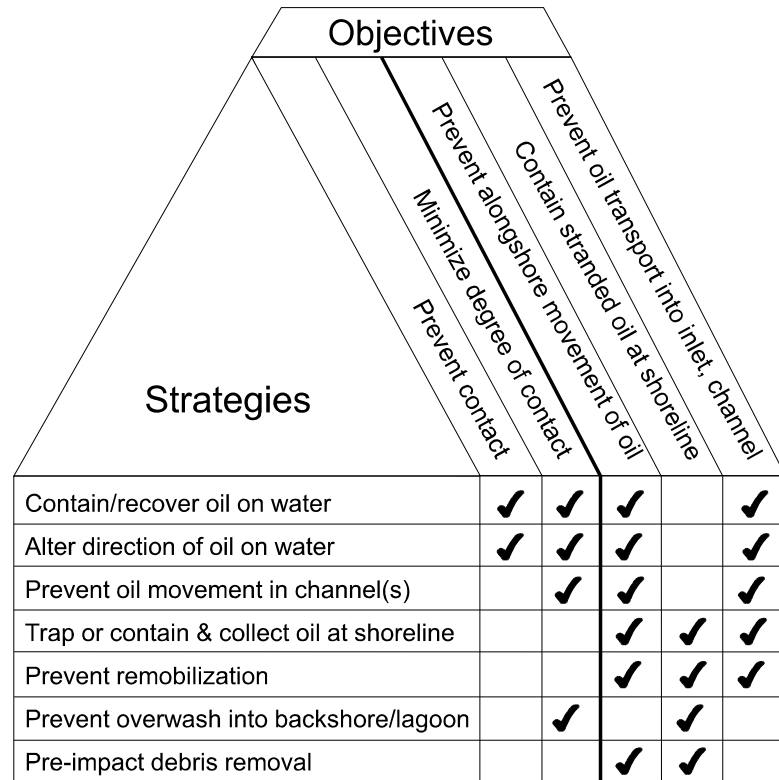 Objectives
Prevent contact
Minimize degree of contact
Prevent alongshore movement of oil
Contain stranded oil at shoreline
Prevent oil transport into inlet, channel
Strategies
Contain/recover oil on water ✓ ✓ ✓ ✓
Alter direction of oil on water ✓ ✓ ✓ ✓
Prevent oil movement in channel(s) ✓ ✓ ✓
Trap or contain & collect oil at shoreline ✓ ✓ ✓
Prevent remobilization ✓ ✓ ✓
Prevent overwash into backshore/lagoon ✓ ✓
Pre-impact debris removal ✓ ✓